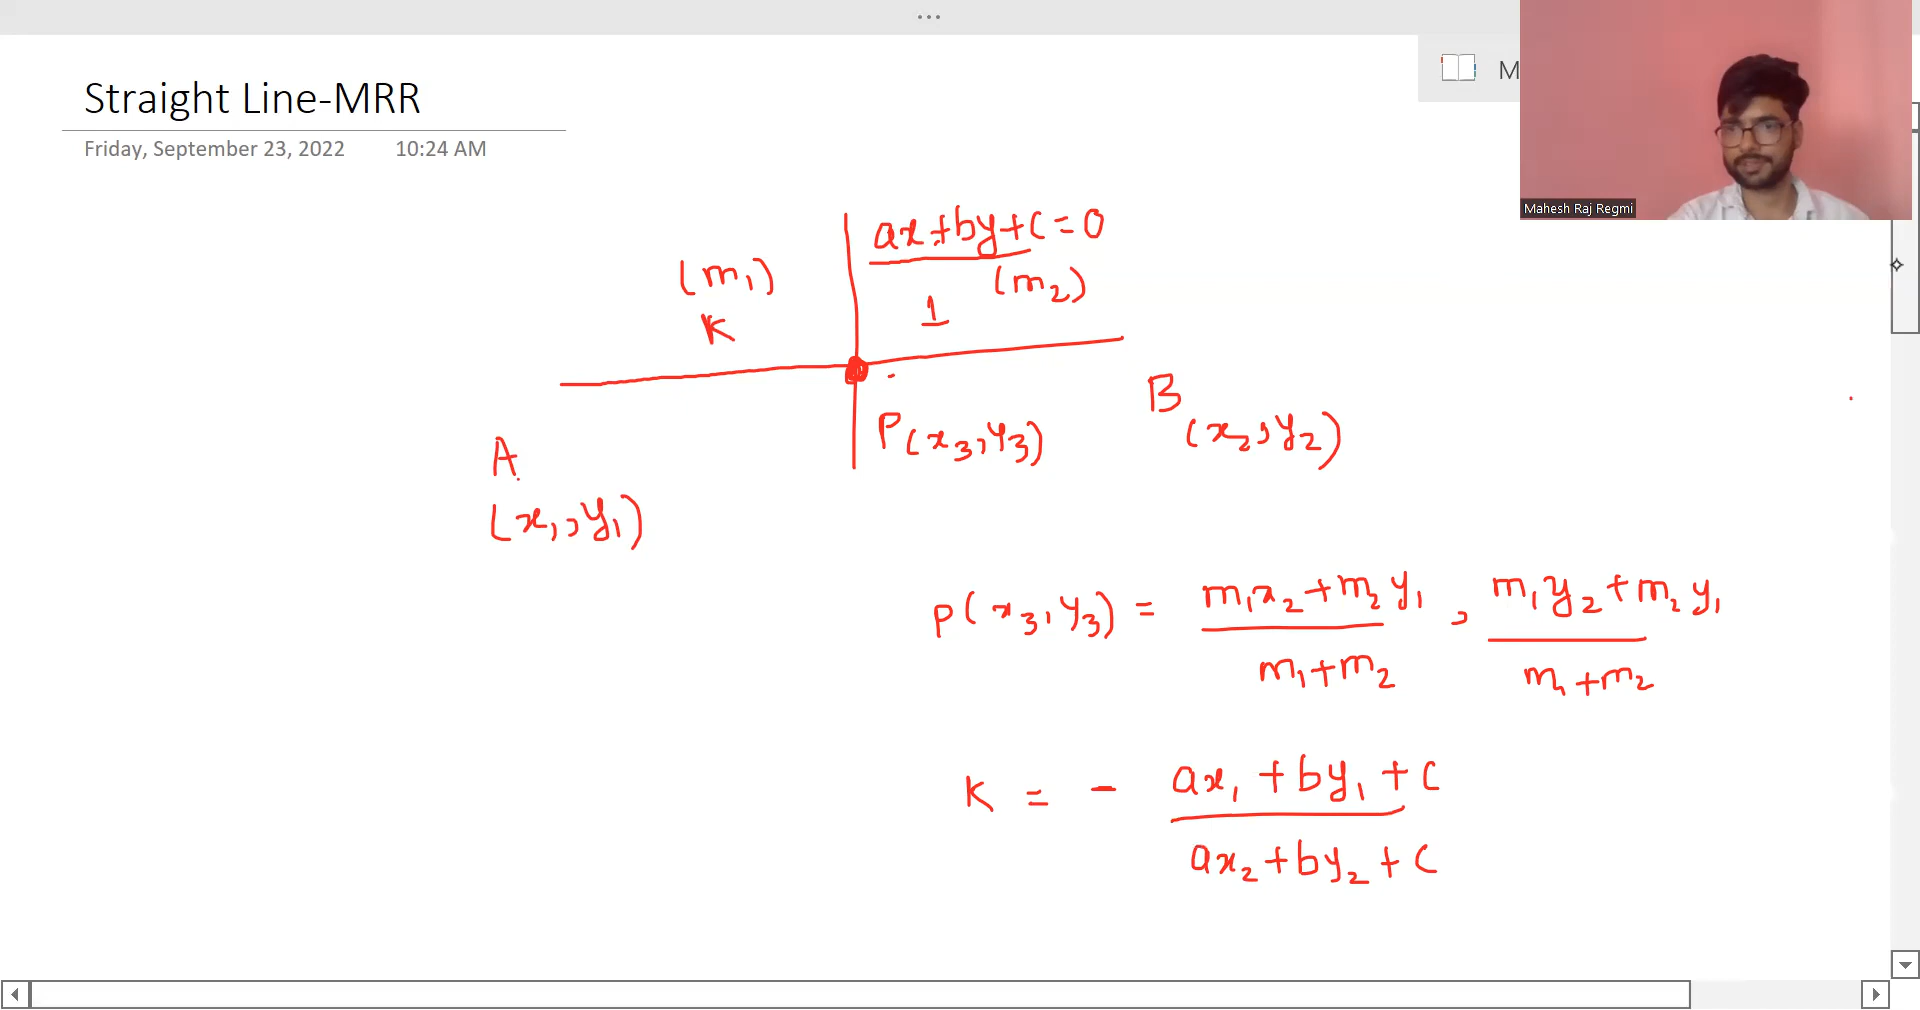 Straight Line-MRR
Friday, September 23, 2022 10:24 AM
M
Mahesh Raj Regmi
ax+by+c=0
(m₁) (m₂)
K 1
P(x₃,y₃)
B
(x₂,y₂)
A
(x₁,y₁)
P(x₃,y₃) = m₁x₂+m₂y₁ , m₁y₂+m₂y₁
m₁+m₂ m₁+m₂
K = - ax₁+by₁+c
ax₂+by₂+c